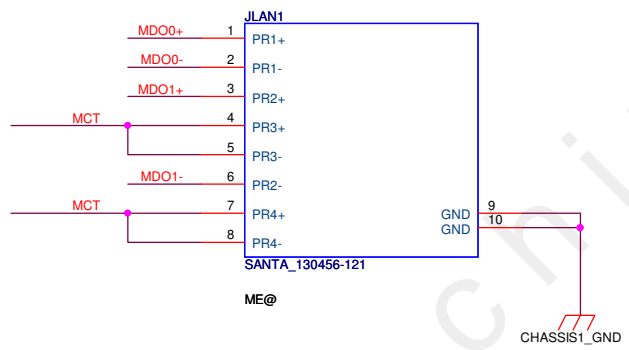 JLAN1
MDO0+ 1 PR1+
MDO0- 2 PR1-
MDO1+ 3 PR2+
MCT 4 PR3+
5 PR3-
MDO1- 6 PR2-
MCT 7 PR4+ GND 9
GND 10
8 PR4-
SANTA_130456-121
ME@
CHASSIS1_GND
c h i